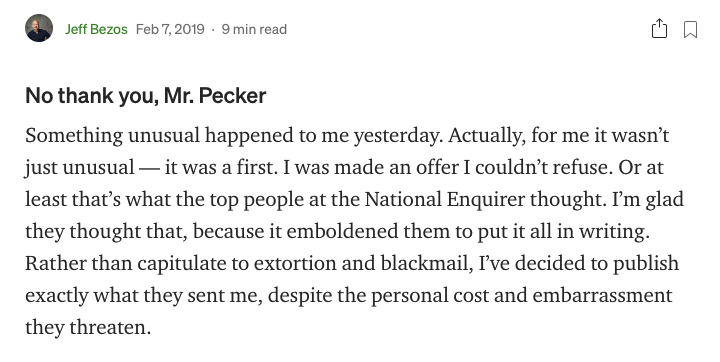 Jeff Bezos Feb 7, 2019 · 9 min read
No thank you, Mr. Pecker
Something unusual happened to me yesterday. Actually, for me it wasn’t
just unusual — it was a first. I was made an offer I couldn’t refuse. Or at
least that’s what the top people at the National Enquirer thought. I’m glad
they thought that, because it emboldened them to put it all in writing.
Rather than capitulate to extortion and blackmail, I’ve decided to publish
exactly what they sent me, despite the personal cost and embarrassment
they threaten.